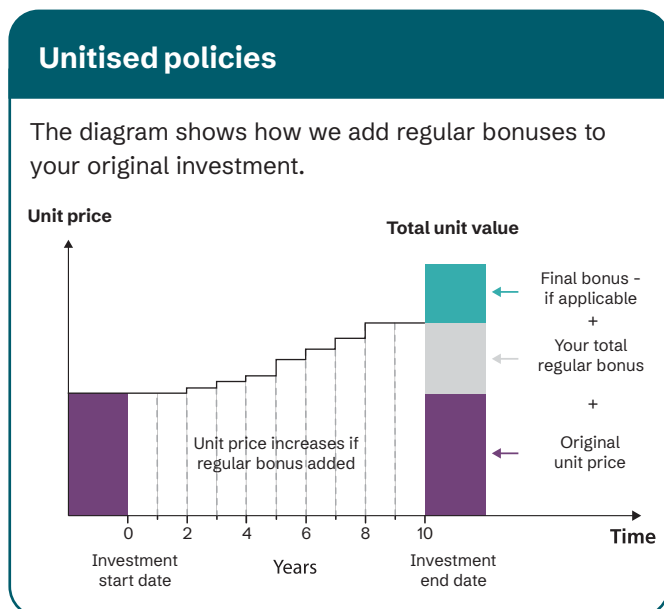 Unitised policies
The diagram shows how we add regular bonuses to
your original investment.
Unit price
Total unit value
Final bonus -
if applicable
+
Your total
regular bonus
+
Original
unit price
Unit price increases if
regular bonus added
0 2 4 6 8 10
Time
Investment
start date
Years
Investment
end date